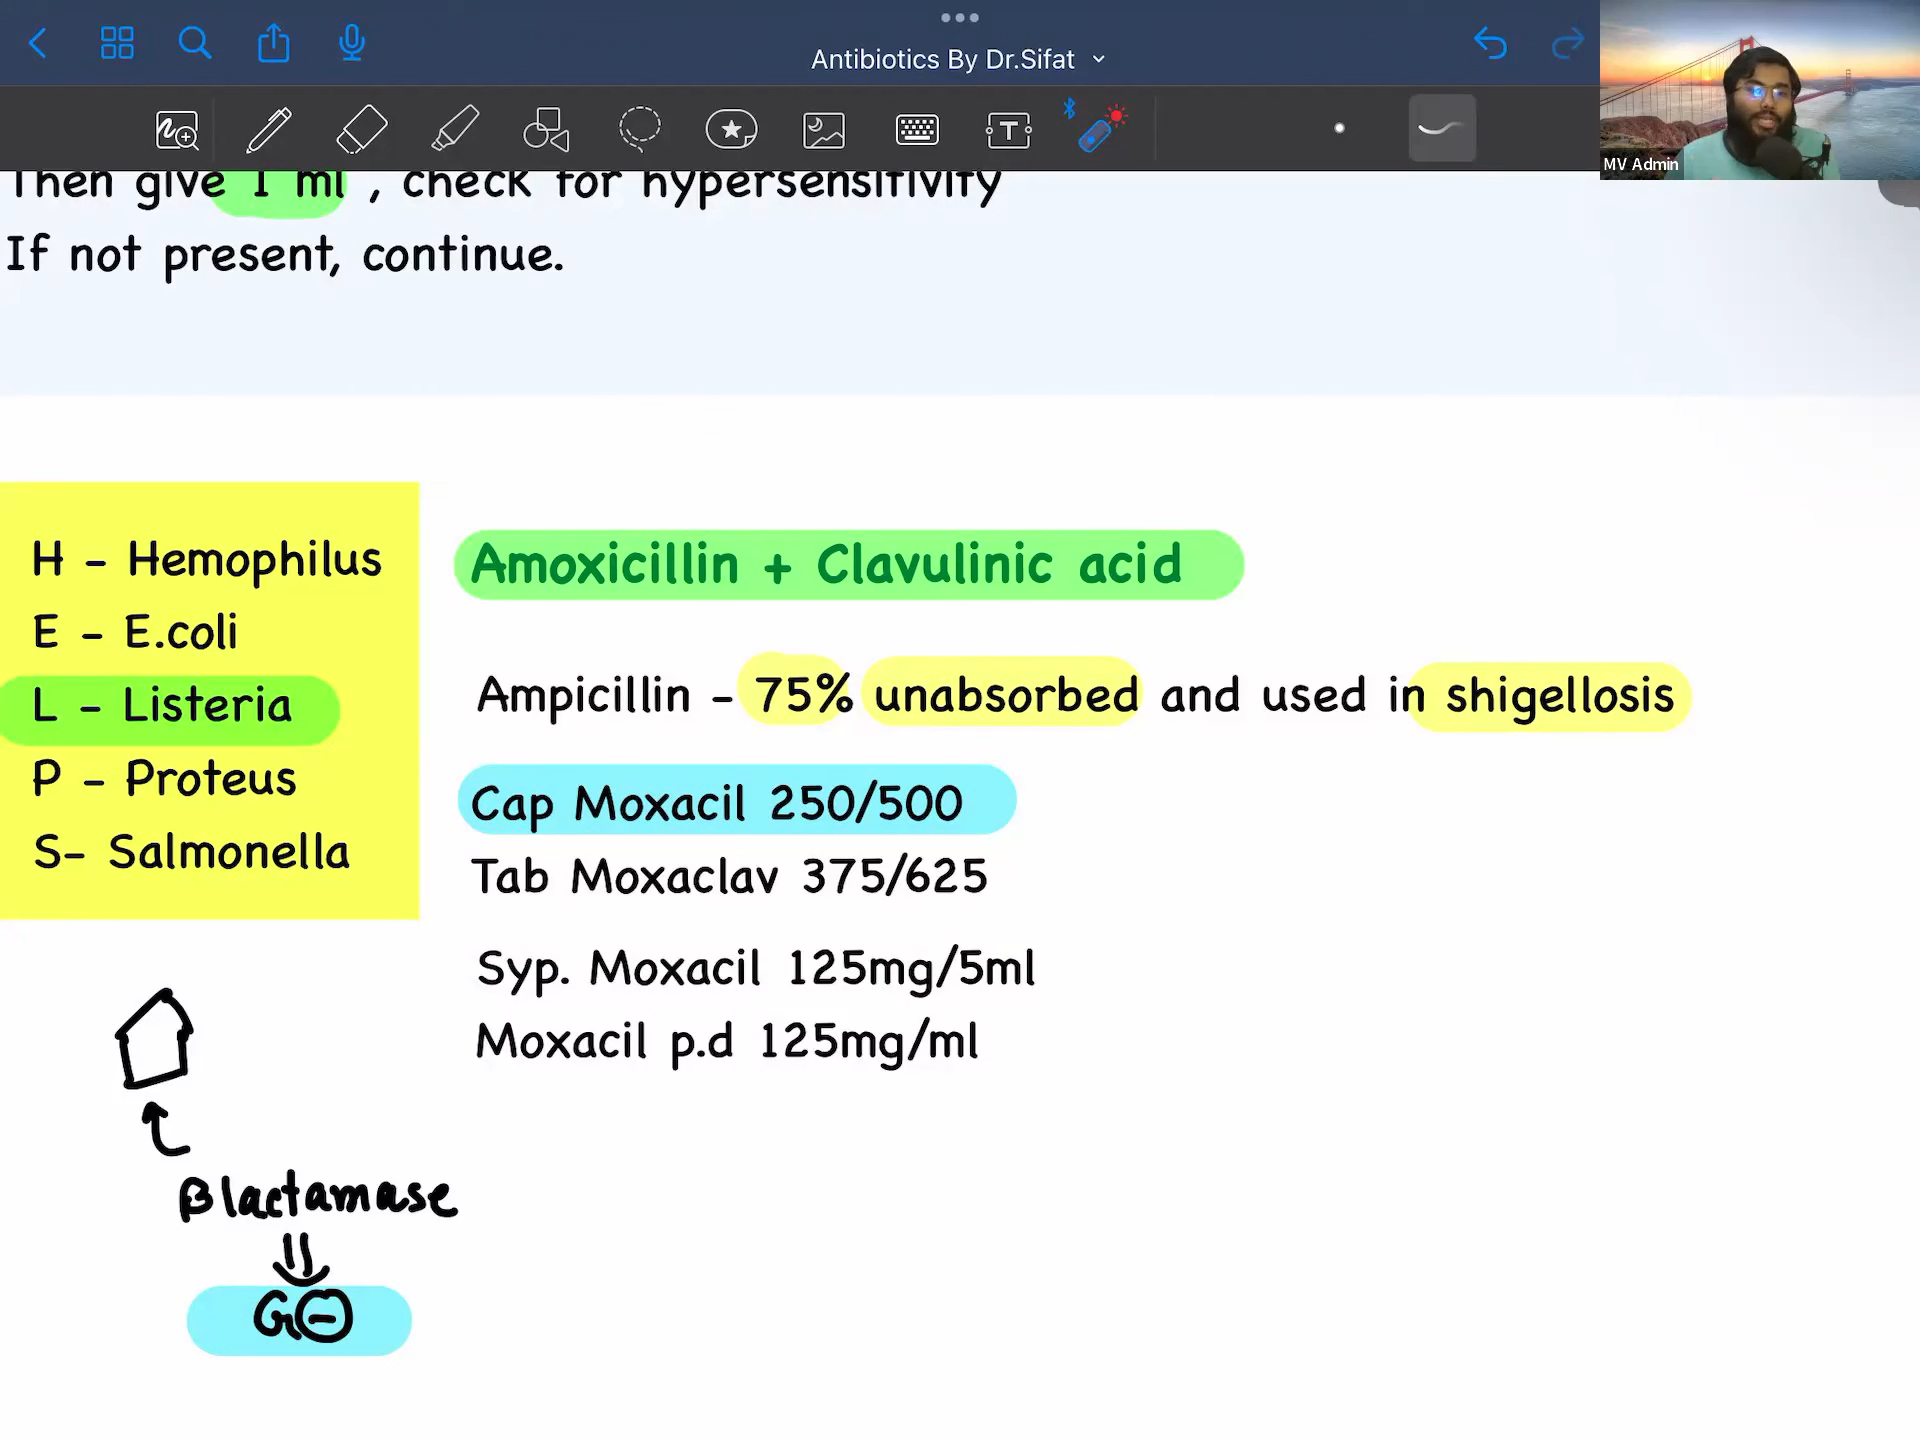 Antibiotics By Dr.Sifat
MV Admin
Then give 1 ml , check for hypersensitivity
If not present, continue.
H - Hemophilus
E - E.coli
L - Listeria
P - Proteus
S- Salmonella
Amoxicillin + Clavulinic acid
Ampicillin - 75% unabsorbed and used in shigellosis
Cap Moxacil 250/500
Tab Moxaclav 375/625
Syp. Moxacil 125mg/5ml
Moxacil p.d 125mg/ml
βlactamase
G⊖